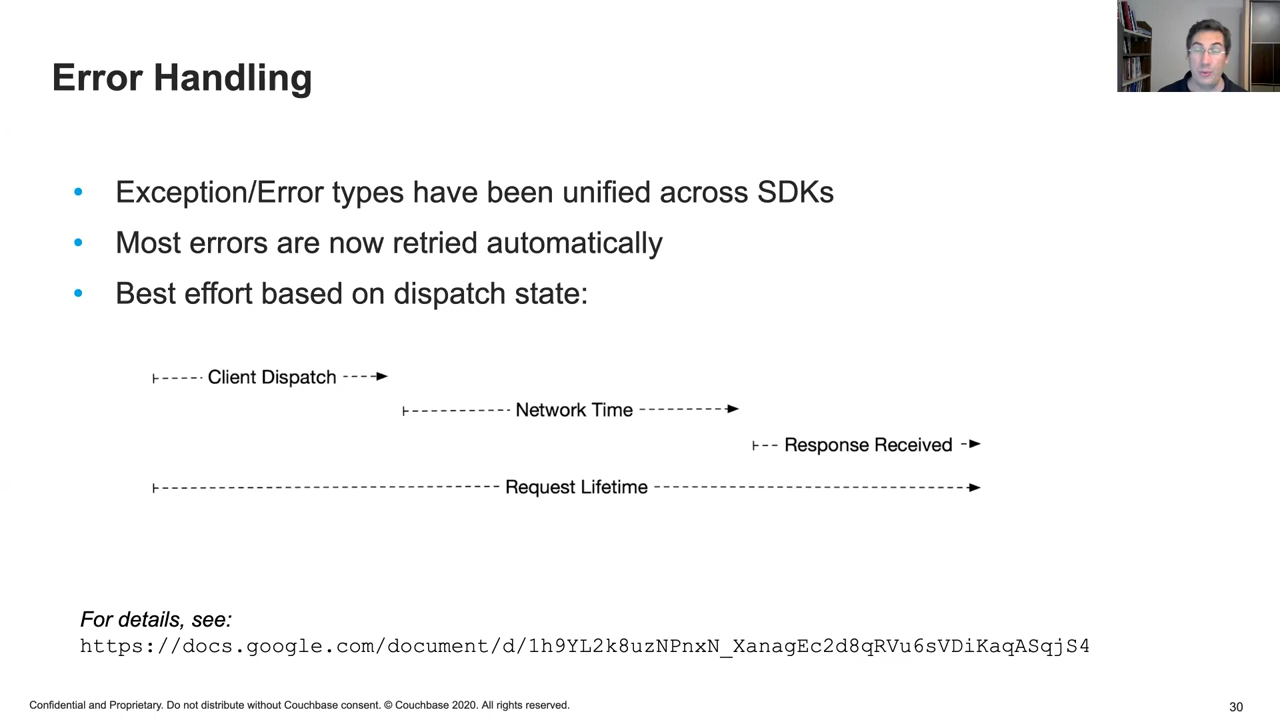 Error Handling
• Exception/Error types have been unified across SDKs
• Most errors are now retried automatically
• Best effort based on dispatch state:
Client Dispatch
Network Time
Response Received
Request Lifetime
For details, see:
https://docs.google.com/document/d/1h9YL2k8uzNPnxN_XanagEc2d8qRVu6sVDiKaqASqjS4
Confidential and Proprietary. Do not distribute without Couchbase consent. © Couchbase 2020. All rights reserved.
30